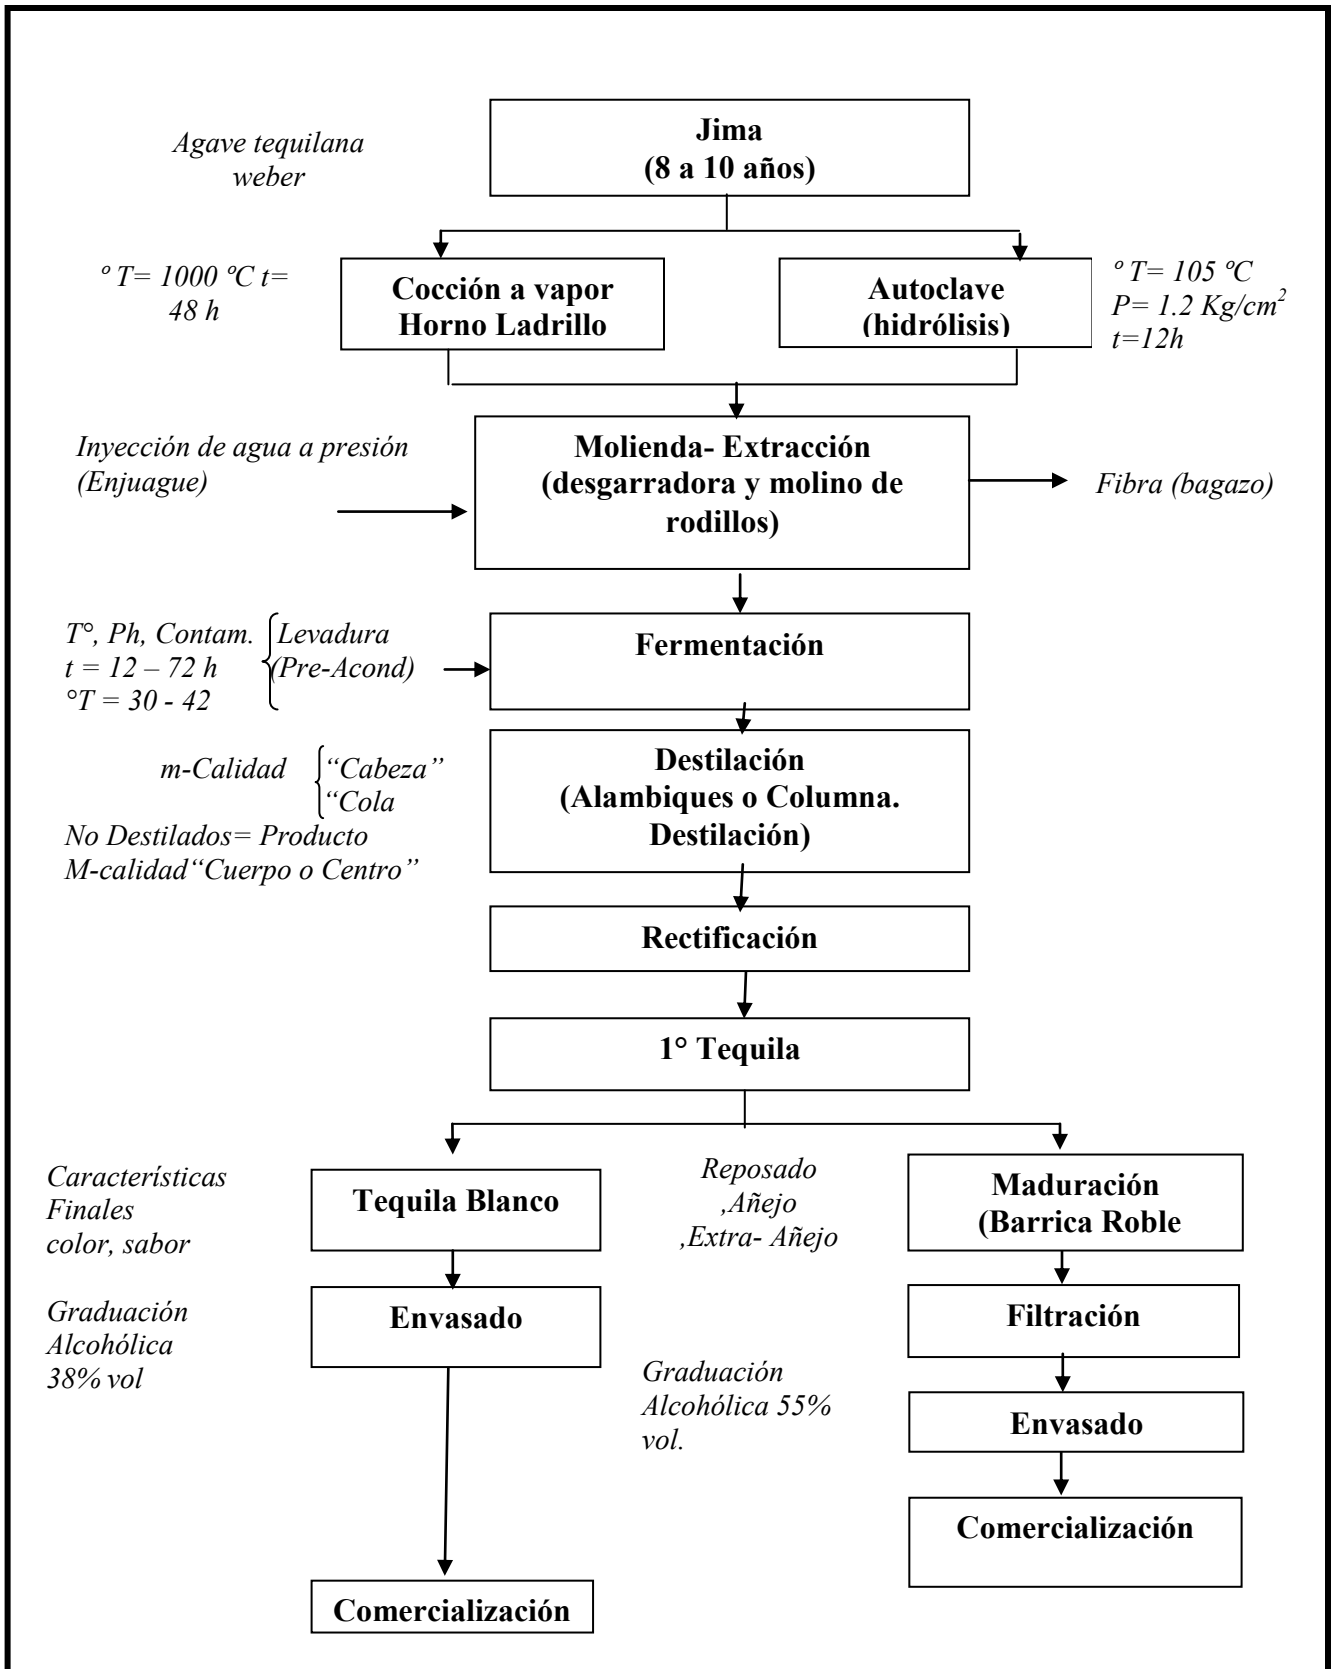 Agave tequilana
weber
Jima
(8 a 10 años)
º T= 1000 ºC t=
48 h
Cocción a vapor
Horno Ladrillo
Autoclave
(hidrólisis)
º T= 105 ºC
P= 1.2 Kg/cm2
t=12h
Inyección de agua a presión
(Enjuague)
Molienda- Extracción
(desgarradora y molino de
rodillos)
Fibra (bagazo)
T°, Ph, Contam.
t = 12 – 72 h
°T = 30 - 42
Levadura
(Pre-Acond)
Fermentación
m-Calidad
“Cabeza”
“Cola
No Destilados= Producto
M-calidad“Cuerpo o Centro”
Destilación
(Alambiques o Columna.
Destilación)
Rectificación
1° Tequila
Características
Finales
color, sabor
Tequila Blanco
Reposado
,Añejo
,Extra- Añejo
Maduración
(Barrica Roble
Graduación
Alcohólica
38% vol
Envasado
Filtración
Graduación
Alcohólica 55%
vol.
Envasado
Comercialización
Comercialización